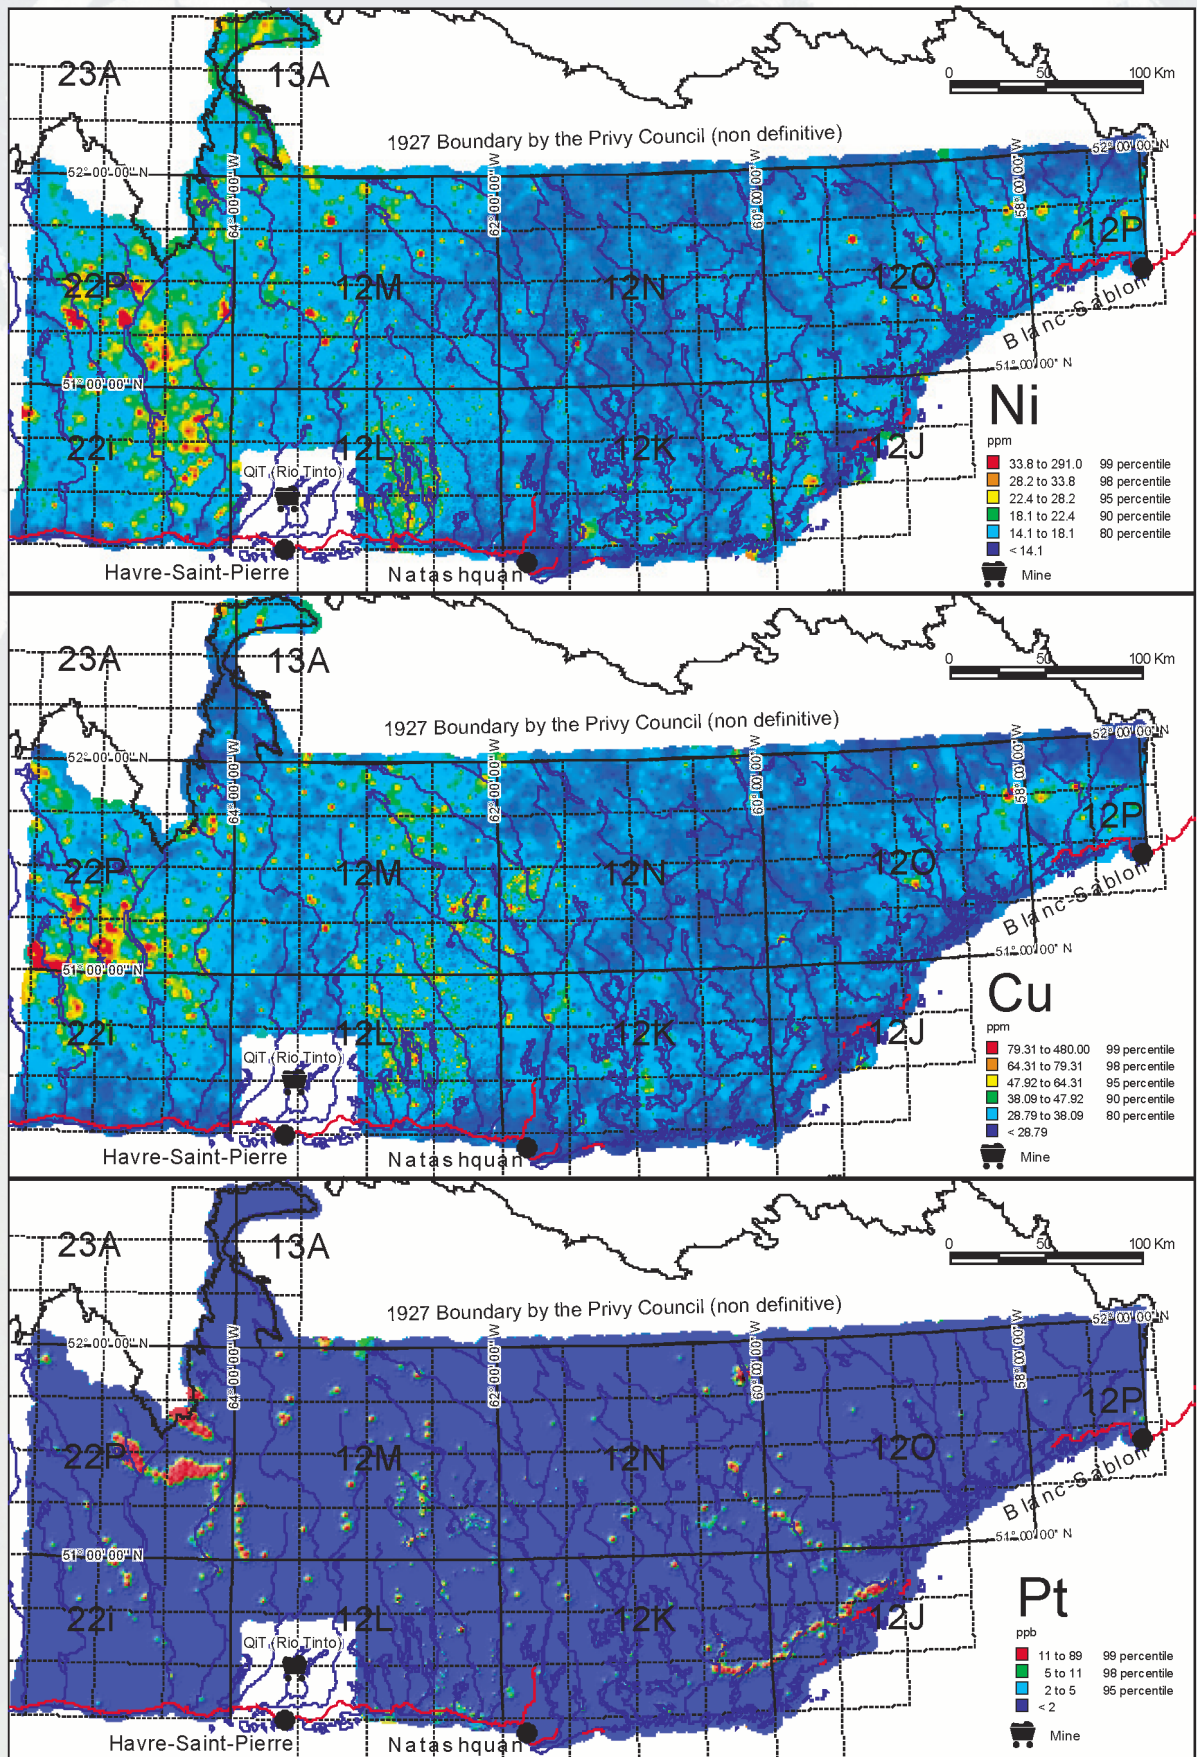 23A
13A
0 50 100 Km
1927 Boundary by the Privy Council (non definitive)
52° 00' 00" N
52° 00' 00" N
64° 00' 00" W
62° 00' 00" W
60° 00' 00" W
58° 00' 00" W
12P
22P
12M
12N
12O
Blanc-Sablon
51° 00' 00" N
51° 00' 00" N
Ni
22I
12L
12K
12J
ppm
QiT (Rio Tinto)
33.8 to 291.0 99 percentile
28.2 to 33.8 98 percentile
22.4 to 28.2 95 percentile
18.1 to 22.4 90 percentile
14.1 to 18.1 80 percentile
< 14.1
Mine
Havre-Saint-Pierre
Natashquan
23A
13A
0 50 100 Km
1927 Boundary by the Privy Council (non definitive)
52° 00' 00" N
52° 00' 00" N
64° 00' 00" W
62° 00' 00" W
60° 00' 00" W
58° 00' 00" W
12P
22P
12M
12N
12O
Blanc-Sablon
51° 00' 00" N
51° 00' 00" N
Cu
22I
12L
12K
12J
ppm
QiT (Rio Tinto)
79.31 to 480.00 99 percentile
64.31 to 79.31 98 percentile
47.92 to 64.31 95 percentile
38.09 to 47.92 90 percentile
28.79 to 38.09 80 percentile
< 28.79
Mine
Havre-Saint-Pierre
Natashquan
23A
13A
0 50 100 Km
1927 Boundary by the Privy Council (non definitive)
52° 00' 00" N
52° 00' 00" N
64° 00' 00" W
62° 00' 00" W
60° 00' 00" W
58° 00' 00" W
12P
22P
12M
12N
12O
Blanc-Sablon
51° 00' 00" N
51° 00' 00" N
Pt
22I
12L
12K
12J
ppb
QiT (Rio Tinto)
11 to 89 99 percentile
5 to 11 98 percentile
2 to 5 95 percentile
< 2
Mine
Havre-Saint-Pierre
Natashquan